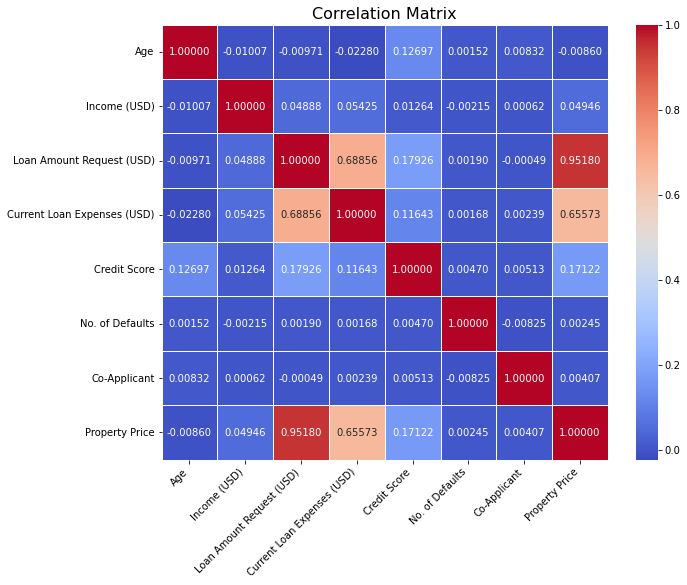 Correlation Matrix
Age 1.00000 -0.01007 -0.00971 -0.02280 0.12697 0.00152 0.00832 -0.00860
Income (USD) -0.01007 1.00000 0.04888 0.05425 0.01264 -0.00215 0.00062 0.04946
Loan Amount Request (USD) -0.00971 0.04888 1.00000 0.68856 0.17926 0.00190 -0.00049 0.95180
Current Loan Expenses (USD) -0.02280 0.05425 0.68856 1.00000 0.11643 0.00168 0.00239 0.65573
Credit Score 0.12697 0.01264 0.17926 0.11643 1.00000 0.00470 0.00513 0.17122
No. of Defaults 0.00152 -0.00215 0.00190 0.00168 0.00470 1.00000 -0.00825 0.00245
Co-Applicant 0.00832 0.00062 -0.00049 0.00239 0.00513 -0.00825 1.00000 0.00407
Property Price -0.00860 0.04946 0.95180 0.65573 0.17122 0.00245 0.00407 1.00000
Age
Income (USD)
Loan Amount Request (USD)
Current Loan Expenses (USD)
Credit Score
No. of Defaults
Co-Applicant
Property Price
1.0
0.8
0.6
0.4
0.2
0.0